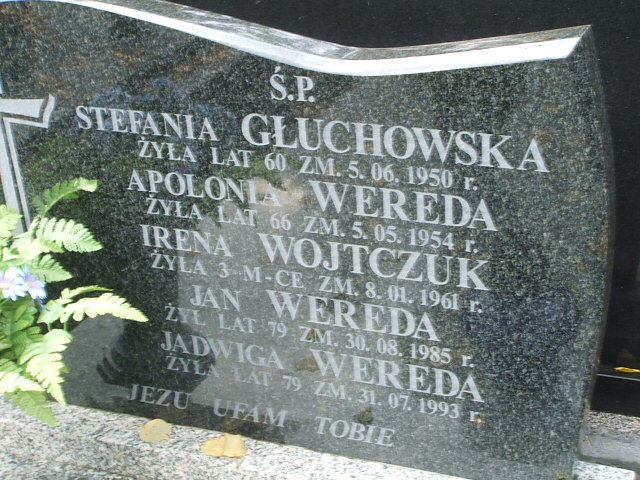 Ś.P.
STEFANIA GŁUCHOWSKA
ŻYŁA LAT 60 ZM. 5.06.1950 r.
APOLONIA WEREDA
ŻYŁA LAT 66 ZM. 5.05.1954 r.
IRENA WOJTCZUK
ŻYŁA 3 M-CE ZM. 8.01.1961 r.
JAN WEREDA
ŻYŁ LAT 79 ZM. 30.08.1985 r.
JADWIGA WEREDA
ŻYŁA LAT 79 ZM. 31.07.1993 r.
JEZU UFAM TOBIE